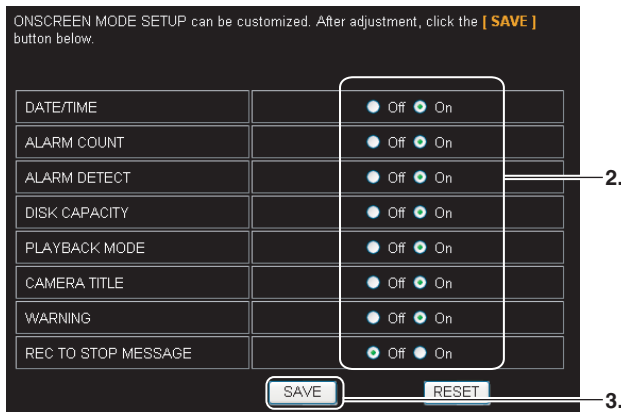 ONSCREEN MODE SETUP can be customized. After adjustment, click the [ SAVE ]
button below.
DATE/TIME Off On
ALARM COUNT Off On
ALARM DETECT Off On
2.
DISK CAPACITY Off On
PLAYBACK MODE Off On
CAMERA TITLE Off On
WARNING Off On
REC TO STOP MESSAGE Off On
SAVE RESET
3.